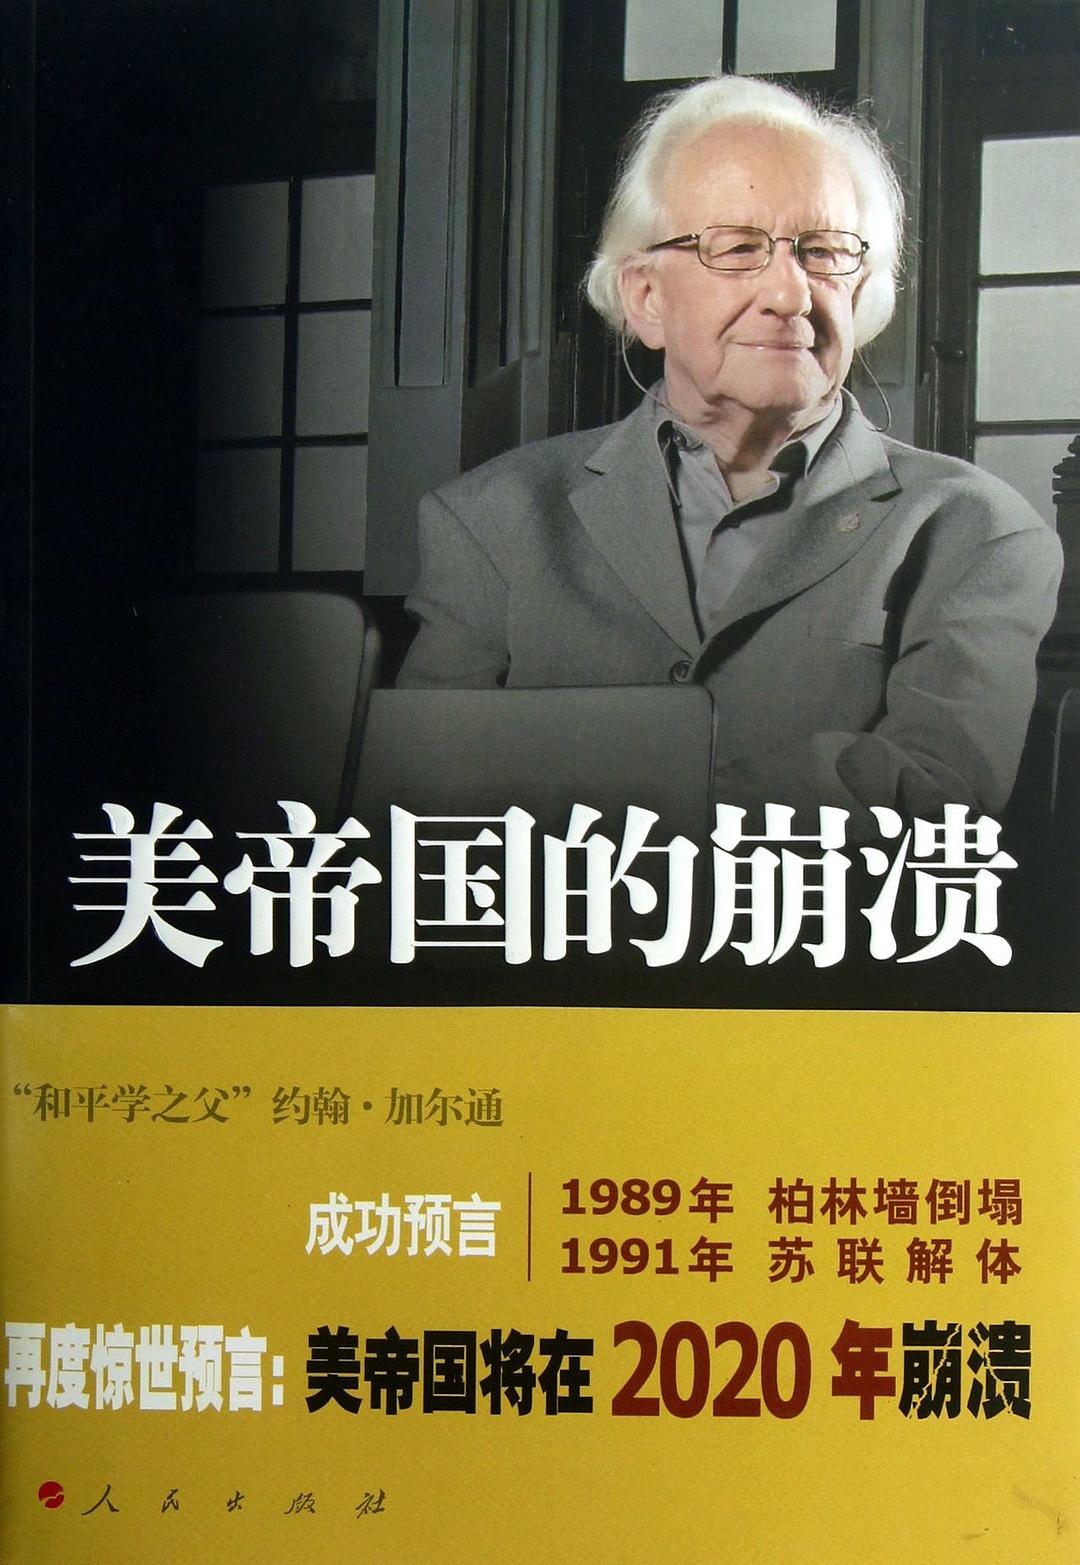 美帝国的崩溃
“和平学之父”约翰·加尔通
成功预言
1989年 柏林墙倒塌
1991年 苏联解体
再度惊世预言：美帝国将在2020年崩溃
人民出版社